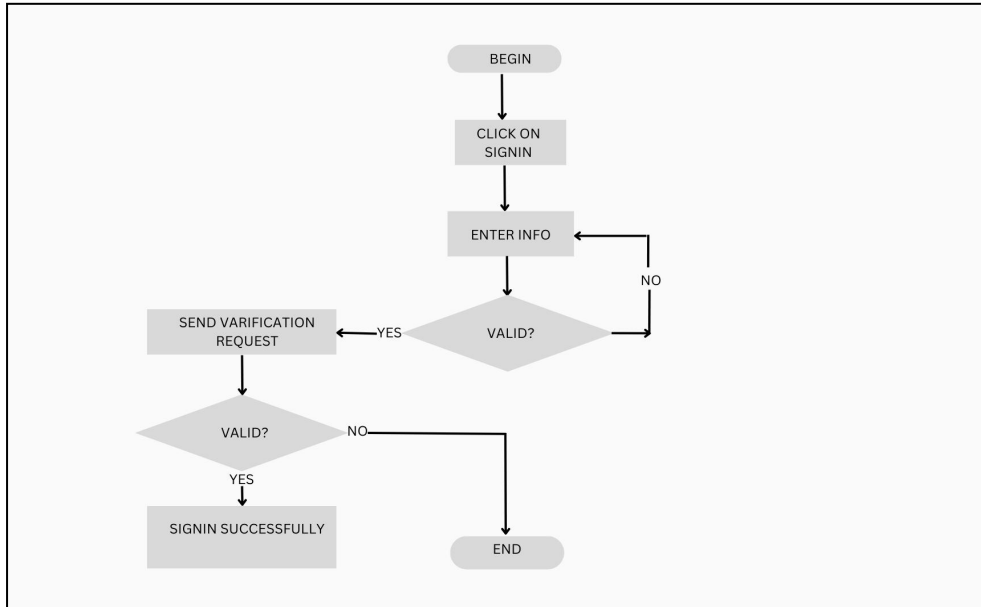 BEGIN
CLICK ON
SIGNIN
ENTER INFO
NO
VALID?
YES
SEND VARIFICATION
REQUEST
VALID?
NO
YES
SIGNIN SUCCESSFULLY
END